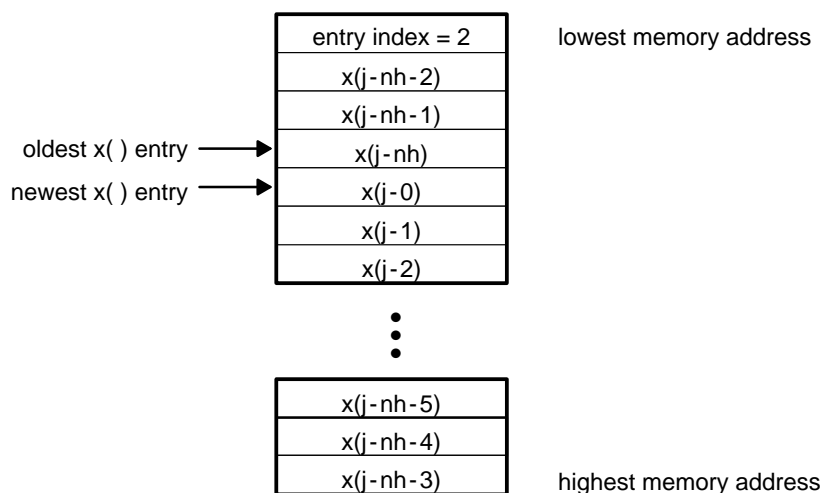 entry index = 2 lowest memory address
x(j-nh-2)
x(j-nh-1)
oldest x( ) entry x(j-nh)
newest x( ) entry x(j-0)
x(j-1)
x(j-2)
x(j-nh-5)
x(j-nh-4)
x(j-nh-3) highest memory address